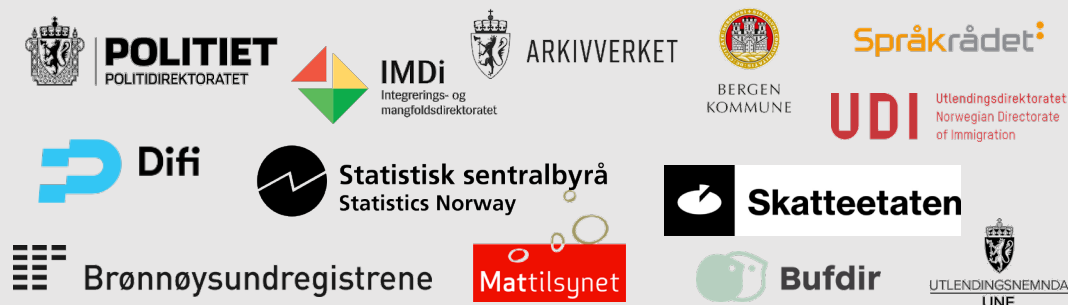 POLITIET
POLITIDIREKTORATET
IMDi
Integrerings- og
mangfoldsdirektoratet
ARKIVVERKET
BERGEN
KOMMUNE
Språkrådet
UDI
Utlendingsdirektoratet
Norwegian Directorate
of Immigration
Difi
Statistisk sentralbyrå
Statistics Norway
Skatteetaten
Brønnøysundregistrene
Mattilsynet
Bufdir
UTLENDINGSNEMNDA
UNE